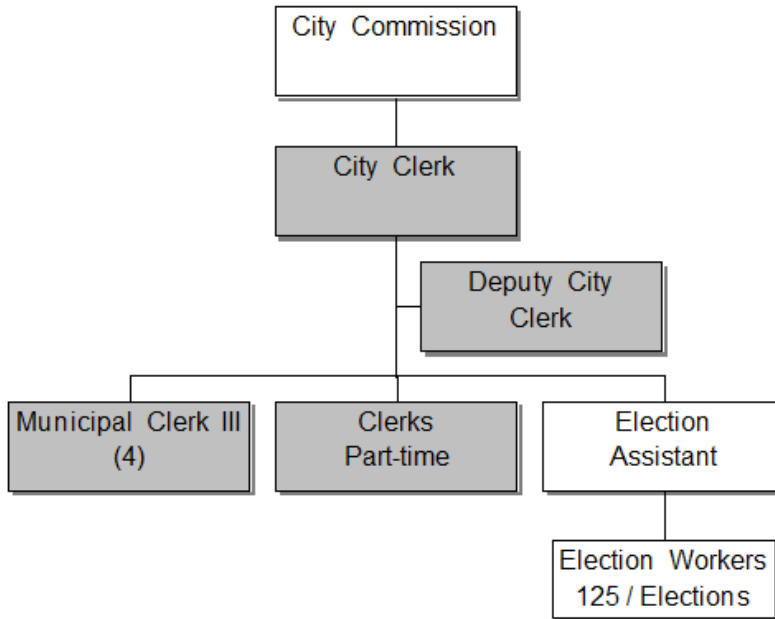 City Commission
City Clerk
Deputy City
Clerk
Municipal Clerk III
(4)
Clerks
Part-time
Election
Assistant
Election Workers
125 / Elections